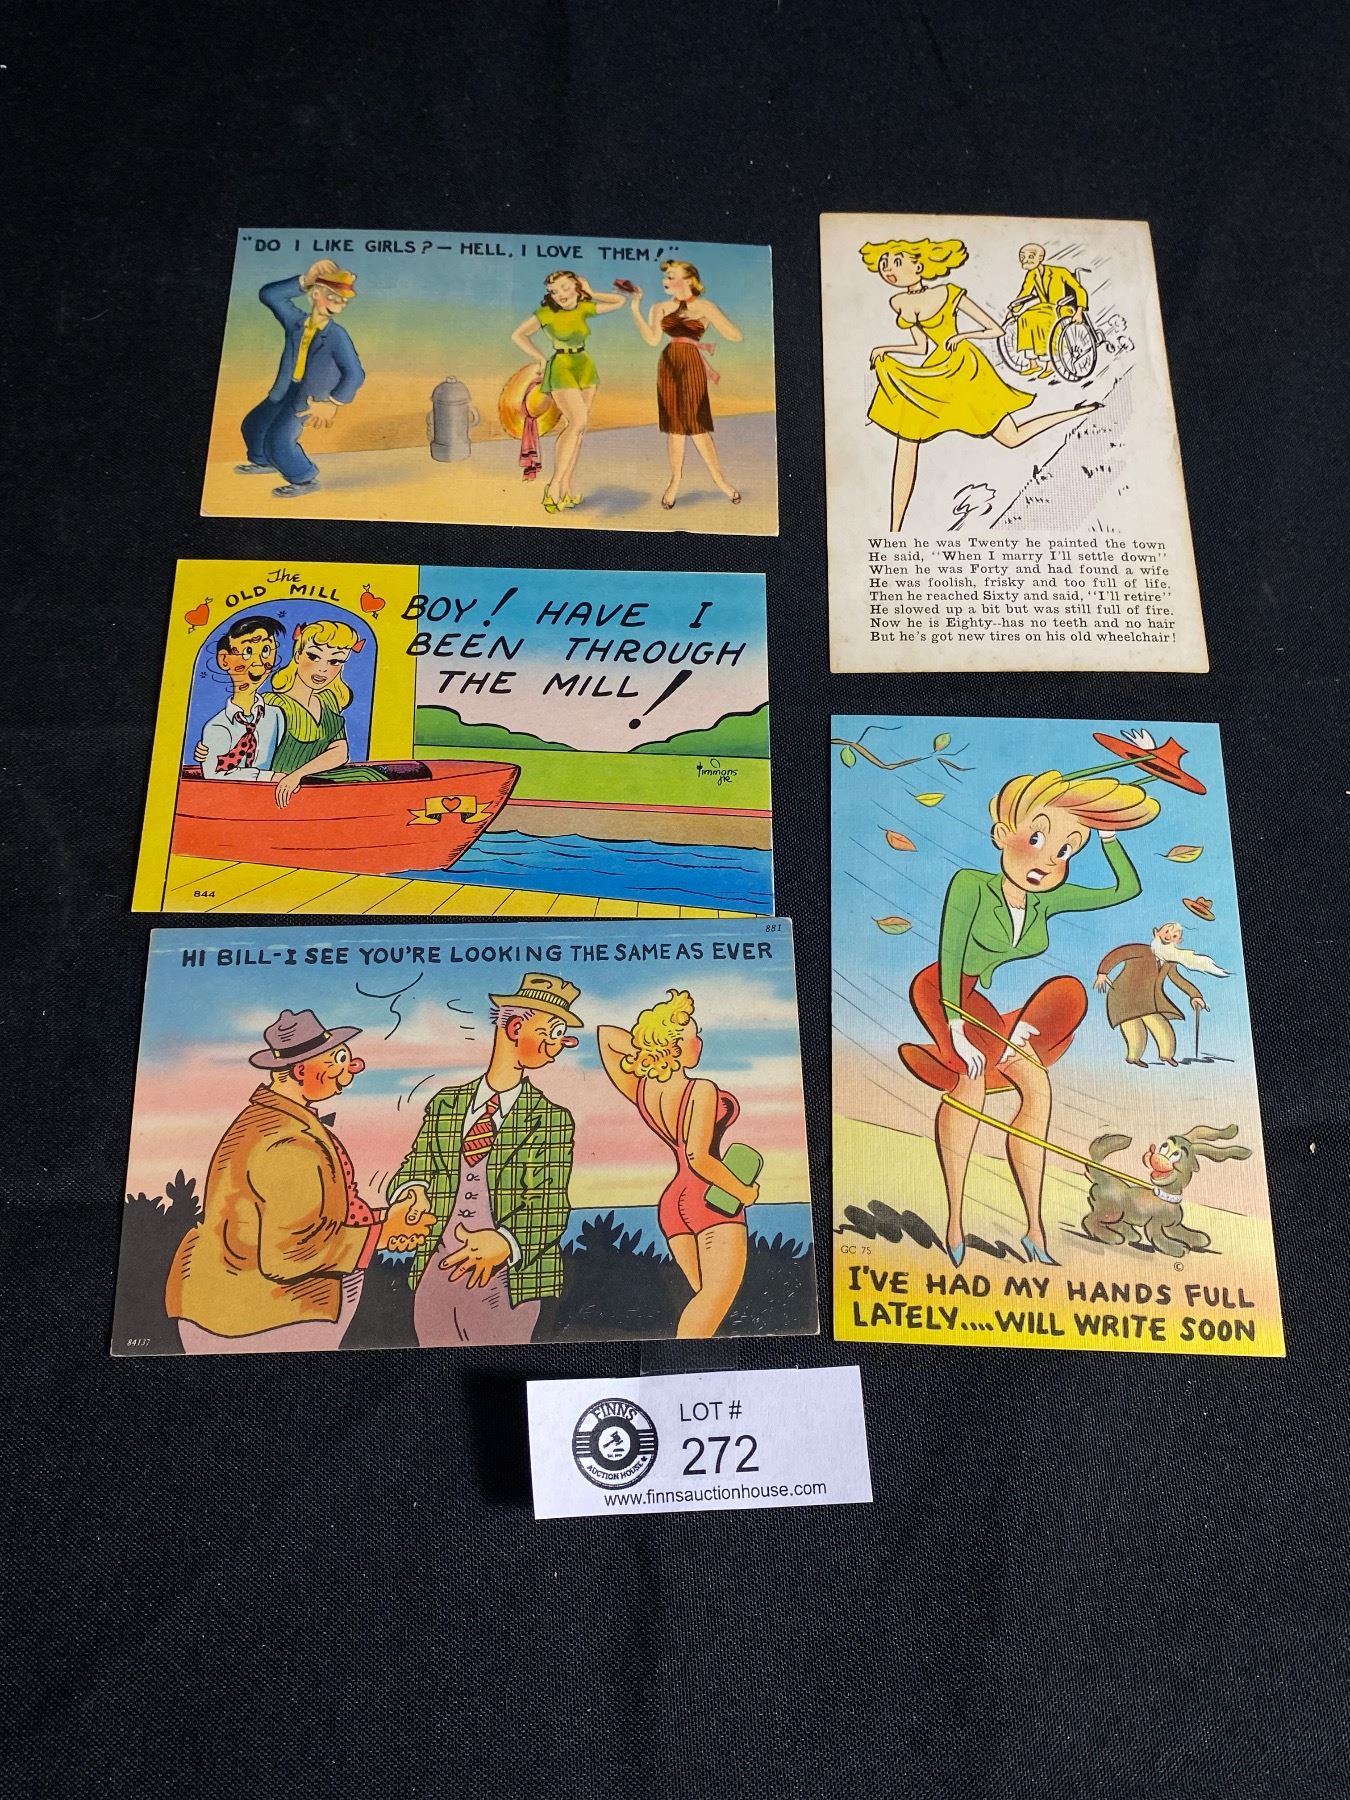 "DO I LIKE GIRLS? — HELL, I LOVE THEM!"
The
OLD MILL
BOY! HAVE I
BEEN THROUGH
THE MILL!
Timmons
JR
844
881
HI BILL-I SEE YOU'RE LOOKING THE SAME AS EVER
84137
When he was Twenty he painted the town
He said, "When I marry I'll settle down"
When he was Forty and had found a wife
He was foolish, frisky and too full of life.
Then he reached Sixty and said, "I'll retire"
He slowed up a bit but was still full of fire.
Now he is Eighty--has no teeth and no hair
But he's got new tires on his old wheelchair!
GC 75
©
I'VE HAD MY HANDS FULL
LATELY....WILL WRITE SOON
FINNS
AUCTION HOUSE
LOT #
272
www.finnsauctionhouse.com